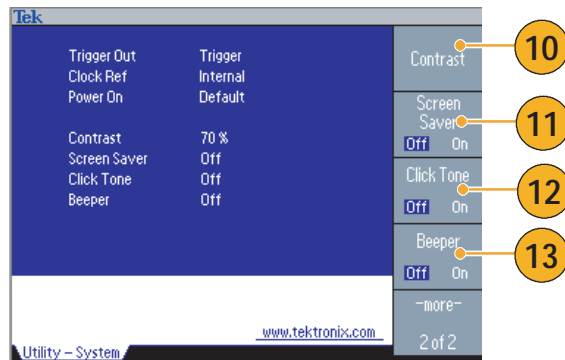 Tek
Trigger Out Trigger
Clock Ref Internal
Power On Default
Contrast 70 %
Screen Saver Off
Click Tone Off
Beeper Off
www.tektronix.com
Utility – System
Contrast
Screen
Saver
Off On
Click Tone
Off On
Beeper
Off On
-more-
2 of 2
10
11
12
13